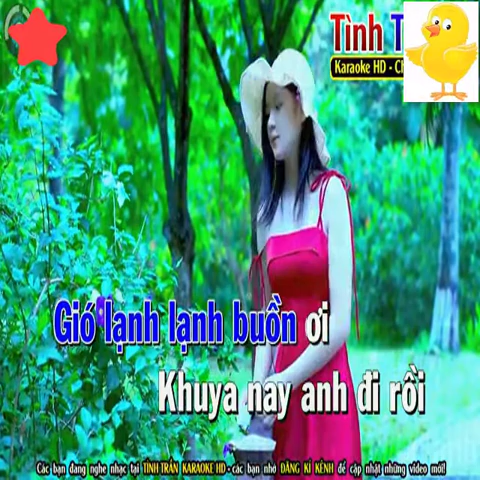 Tình T
Karaoke HD - C
Gió lạnh lạnh buồn ơi
Khuya nay anh đi rồi
Các bạn đang nghe nhạc tại TÌNH TRẦN KARAOKE HD - các bạn nhớ ĐĂNG KÍ KÊNH để cập nhật những video mới!